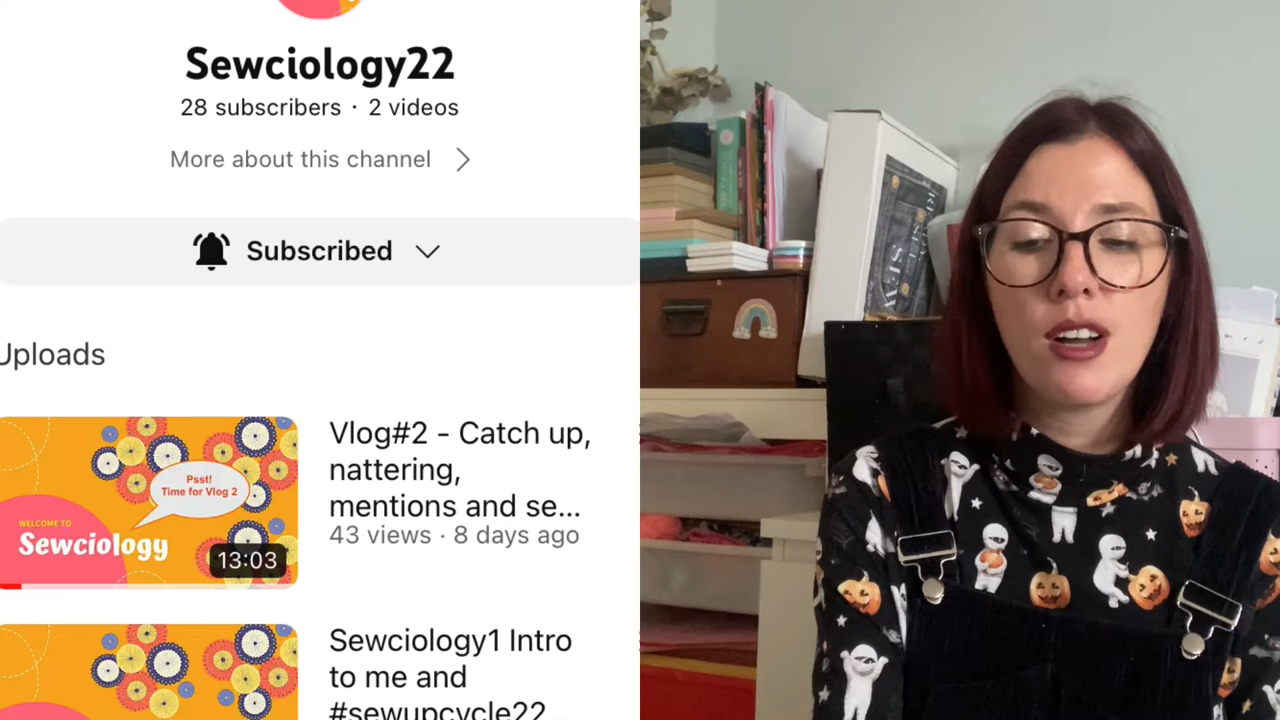 Sewciology22
28 subscribers · 2 videos
More about this channel
Subscribed
Uploads
Psst!
Time for Vlog 2
WELCOME TO
Sewciology
13:03
Vlog#2 - Catch up,
nattering,
mentions and se...
43 views · 8 days ago
Sewciology1 Intro
to me and
#sewupcycle22...